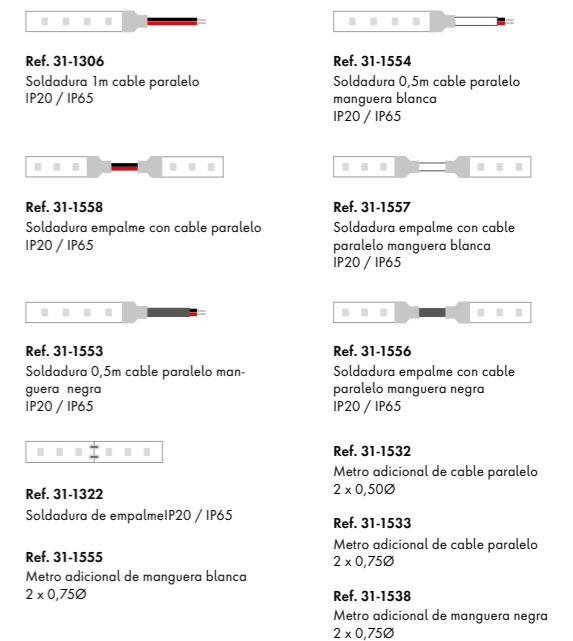 Ref. 31-1306
Soldadura 1m cable paralelo
IP20 / IP65
Ref. 31-1554
Soldadura 0,5m cable paralelo
manguera blanca
IP20 / IP65
Ref. 31-1558
Soldadura empalme con cable paralelo
IP20 / IP65
Ref. 31-1557
Soldadura empalme con cable
paralelo manguera blanca
IP20 / IP65
Ref. 31-1553
Soldadura 0,5m cable paralelo man-
guera negra
IP20 / IP65
Ref. 31-1556
Soldadura empalme con cable
paralelo manguera negra
IP20 / IP65
Ref. 31-1322
Soldadura de empalmeIP20 / IP65
Ref. 31-1555
Metro adicional de manguera blanca
2 x 0,75Ø
Ref. 31-1532
Metro adicional de cable paralelo
2 x 0,50Ø
Ref. 31-1533
Metro adicional de cable paralelo
2 x 0,75Ø
Ref. 31-1538
Metro adicional de manguera negra
2 x 0,75Ø